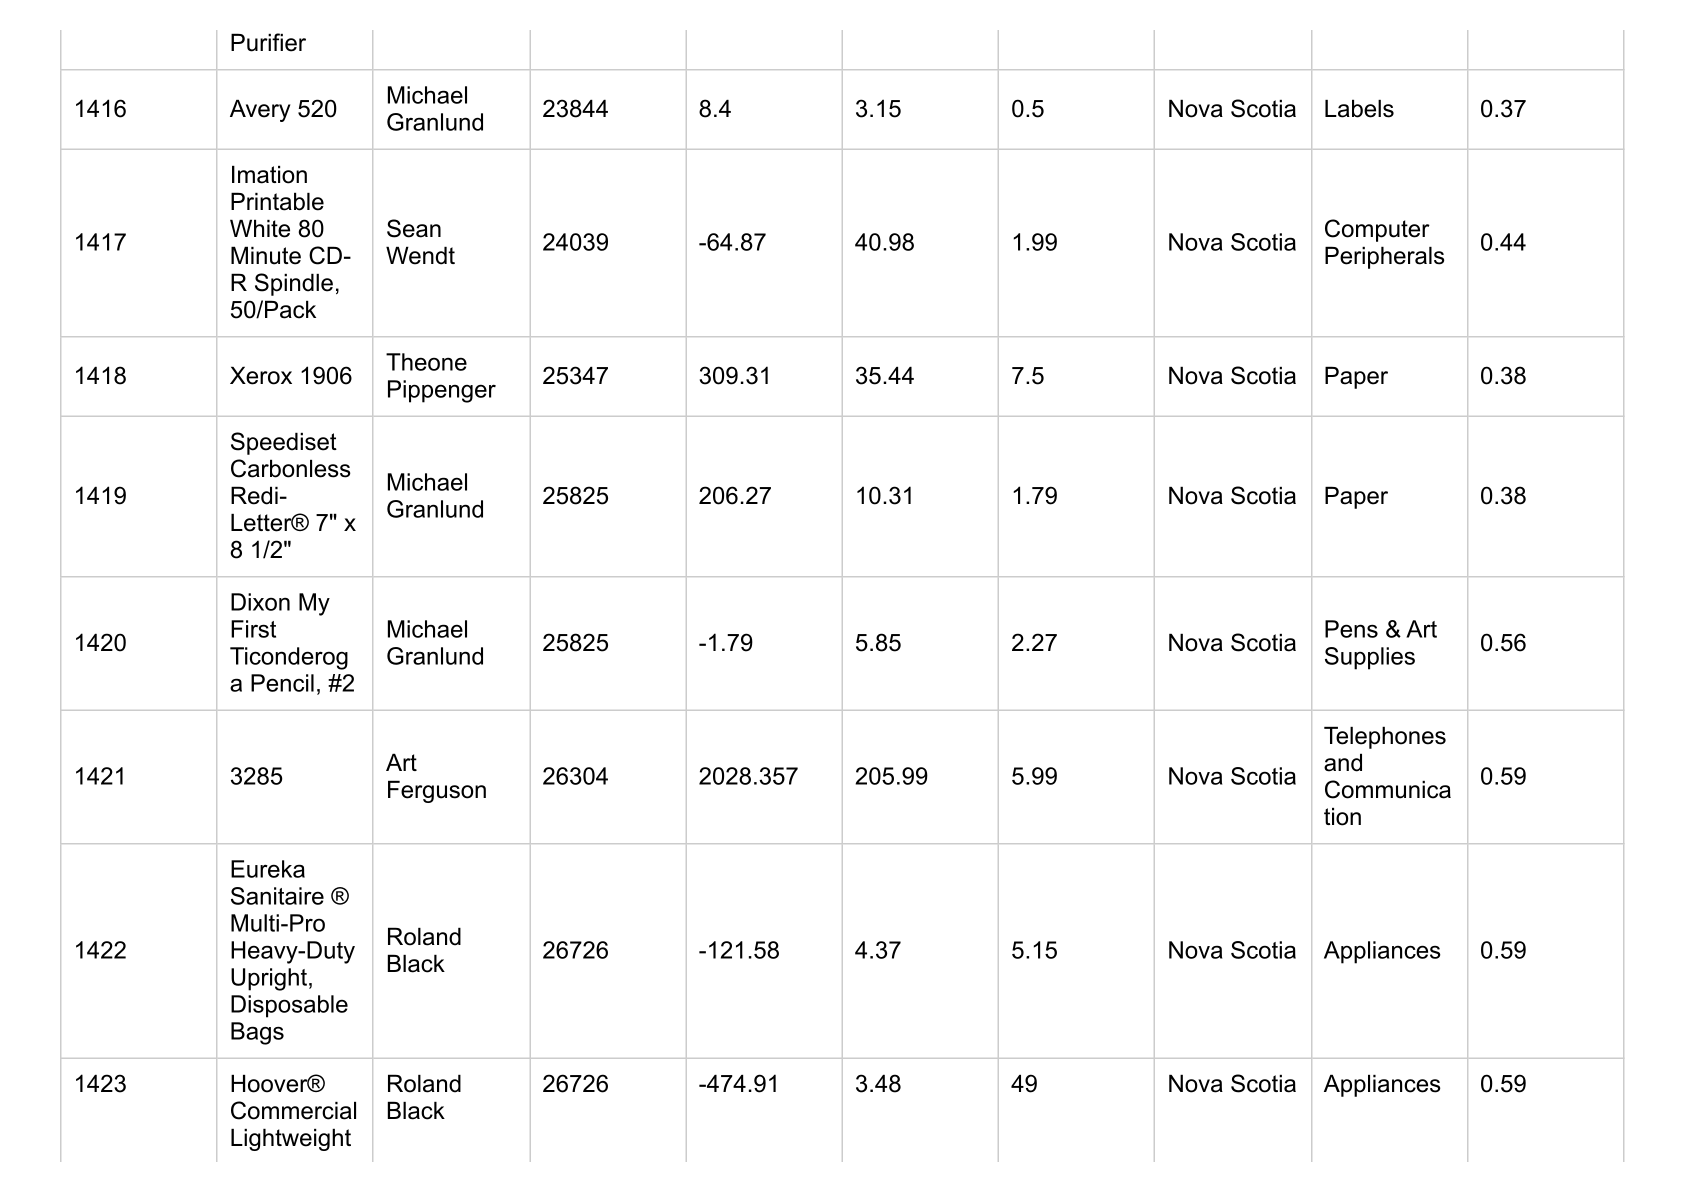 Purifier
1416
Avery 520
Michael
Granlund
23844
8.4
3.15
0.5
Nova Scotia
Labels
0.37
1417
Imation
Printable
White 80
Minute CD-
R Spindle,
50/Pack
Sean
Wendt
24039
-64.87
40.98
1.99
Nova Scotia
Computer
Peripherals
0.44
1418
Xerox 1906
Theone
Pippenger
25347
309.31
35.44
7.5
Nova Scotia
Paper
0.38
1419
Speediset
Carbonless
Redi-
Letter® 7" x
8 1/2"
Michael
Granlund
25825
206.27
10.31
1.79
Nova Scotia
Paper
0.38
1420
Dixon My
First
Ticonderog
a Pencil, #2
Michael
Granlund
25825
-1.79
5.85
2.27
Nova Scotia
Pens & Art
Supplies
0.56
1421
3285
Art
Ferguson
26304
2028.357
205.99
5.99
Nova Scotia
Telephones
and
Communica
tion
0.59
1422
Eureka
Sanitaire ®
Multi-Pro
Heavy-Duty
Upright,
Disposable
Bags
Roland
Black
26726
-121.58
4.37
5.15
Nova Scotia
Appliances
0.59
1423
Hoover®
Commercial
Lightweight
Roland
Black
26726
-474.91
3.48
49
Nova Scotia
Appliances
0.59